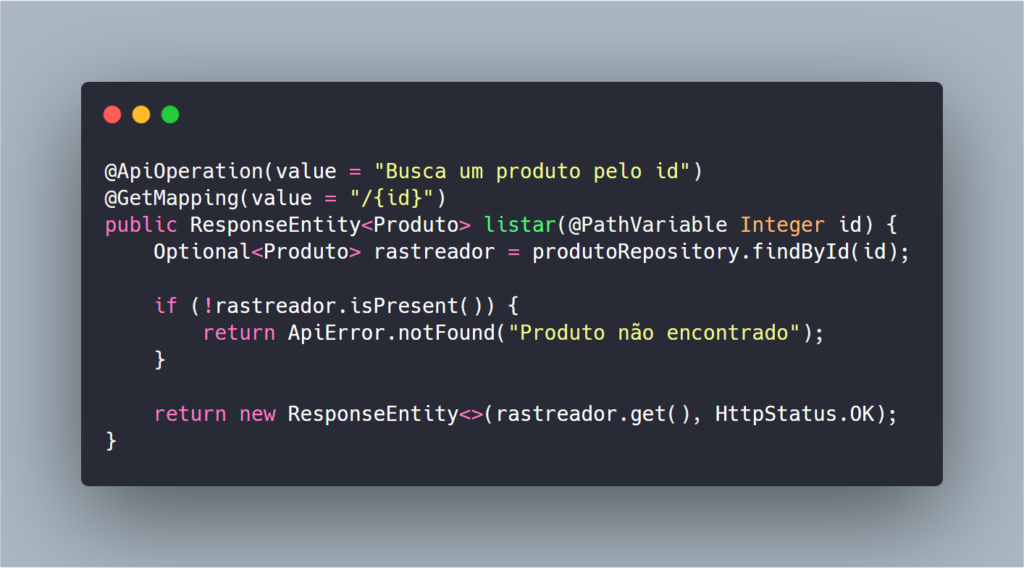 @ApiOperation(value = "Busca um produto pelo id")
@GetMapping(value = "/{id}")
public ResponseEntity<Produto> listar(@PathVariable Integer id) {
    Optional<Produto> rastreador = produtoRepository.findById(id);

    if (!rastreador.isPresent()) {
        return ApiError.notFound("Produto não encontrado");
    }

    return new ResponseEntity<>(rastreador.get(), HttpStatus.OK);
}